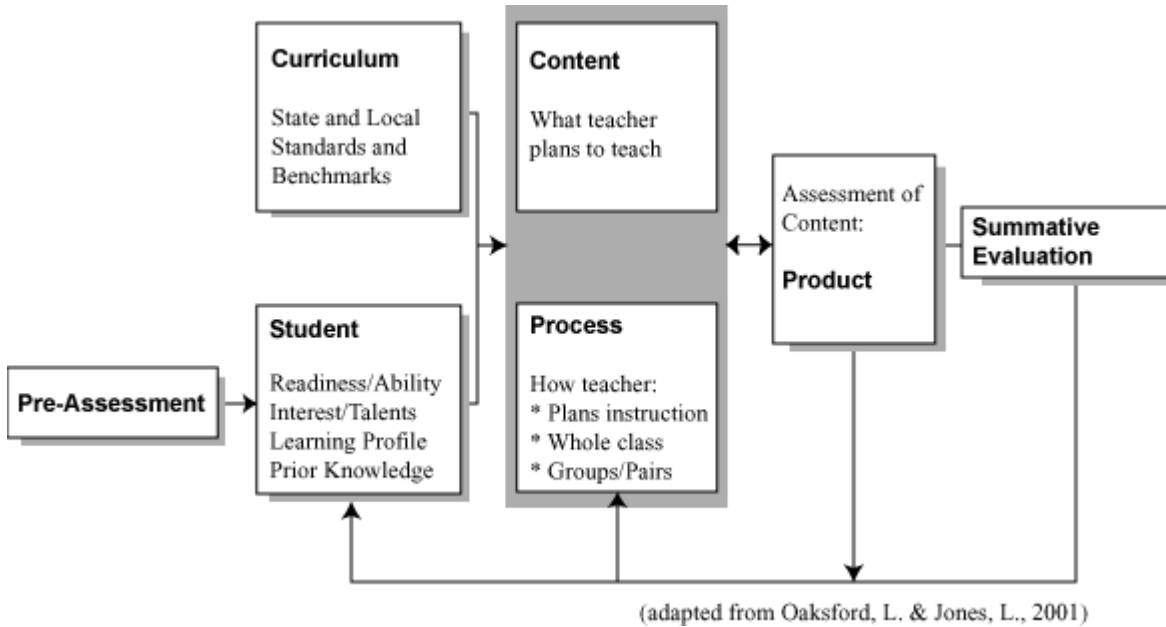 Curriculum
State and Local
Standards and
Benchmarks
Content
What teacher
plans to teach
Assessment of
Content:
Product
Summative
Evaluation
Pre-Assessment
Student
Readiness/Ability
Interest/Talents
Learning Profile
Prior Knowledge
Process
How teacher:
* Plans instruction
* Whole class
* Groups/Pairs
(adapted from Oaksford, L. & Jones, L., 2001)